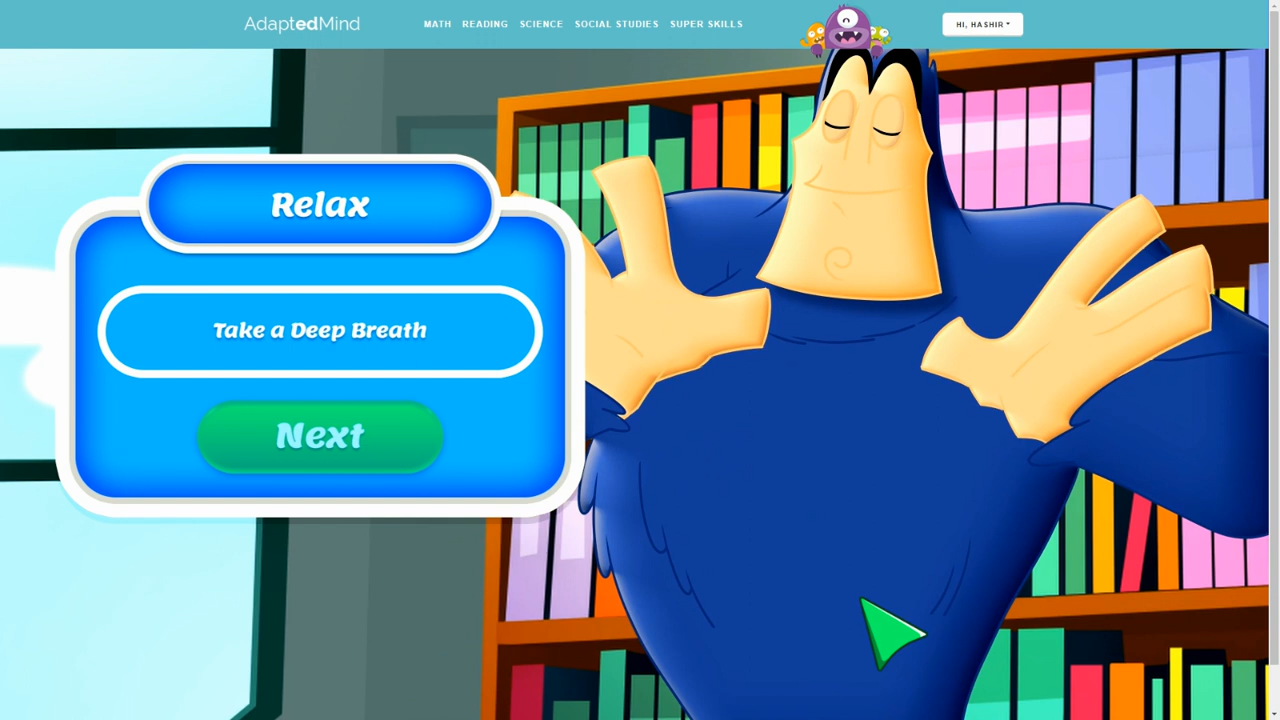 AdaptedMind
MATH READING SCIENCE SOCIAL STUDIES SUPER SKILLS
HI, HASHIR
Relax
Take a Deep Breath
Next